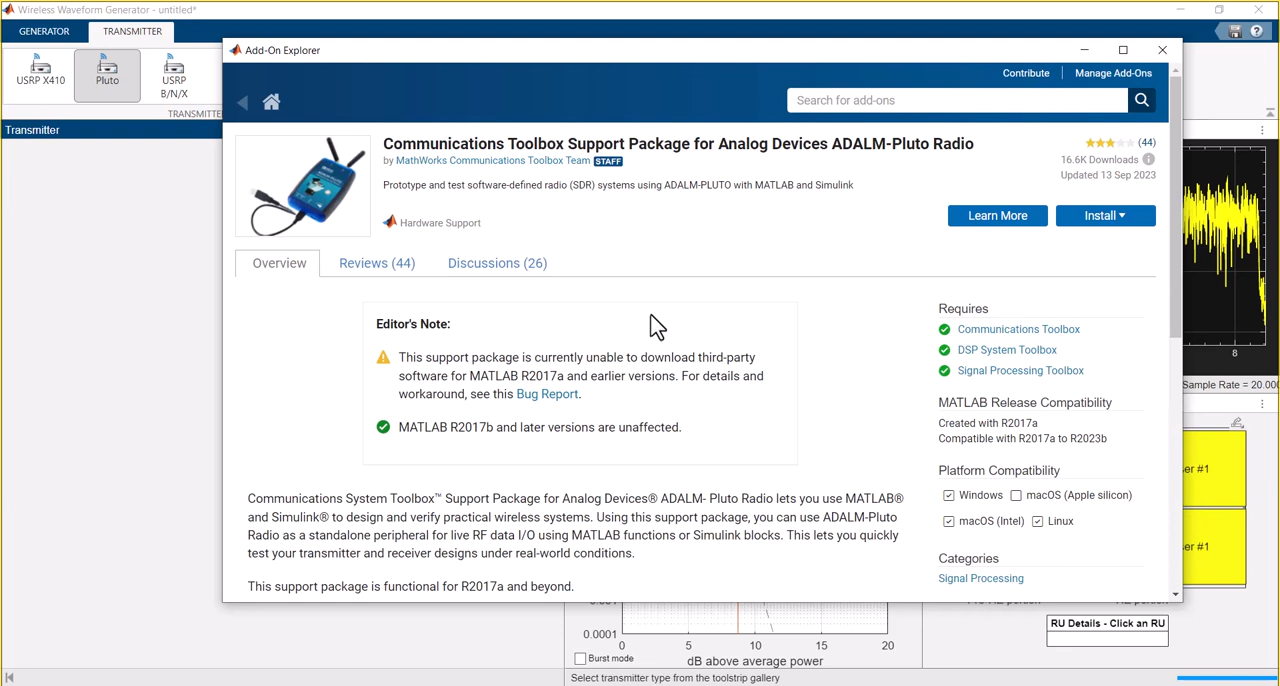 Wireless Waveform Generator - untitled*
GENERATOR
TRANSMITTER
USRP X410
Pluto
USRP
B/N/X
TRANSMITTE
Transmitter
Add-On Explorer
Contribute
Manage Add-Ons
Search for add-ons
Communications Toolbox Support Package for Analog Devices ADALM-Pluto Radio
by MathWorks Communications Toolbox Team STAFF
Prototype and test software-defined radio (SDR) systems using ADALM-PLUTO with MATLAB and Simulink
Hardware Support
(44)
16.6K Downloads
Updated 13 Sep 2023
Learn More
Install
Overview
Reviews (44)
Discussions (26)
Editor's Note:
This support package is currently unable to download third-party
software for MATLAB R2017a and earlier versions. For details and
workaround, see this Bug Report.
MATLAB R2017b and later versions are unaffected.
Communications System Toolbox™ Support Package for Analog Devices® ADALM- Pluto Radio lets you use MATLAB®
and Simulink® to design and verify practical wireless systems. Using this support package, you can use ADALM-Pluto
Radio as a standalone peripheral for live RF data I/O using MATLAB functions or Simulink blocks. This lets you quickly
test your transmitter and receiver designs under real-world conditions.
This support package is functional for R2017a and beyond.
Requires
Communications Toolbox
DSP System Toolbox
Signal Processing Toolbox
MATLAB Release Compatibility
Created with R2017a
Compatible with R2017a to R2023b
Platform Compatibility
Windows
macOS (Apple silicon)
macOS (Intel)
Linux
Categories
Signal Processing
8
Sample Rate = 20.000
ser #1
ser #1
RU Details - Click an RU
0.0001
0
5
10
15
20
dB above average power
Burst mode
Select transmitter type from the toolstrip gallery